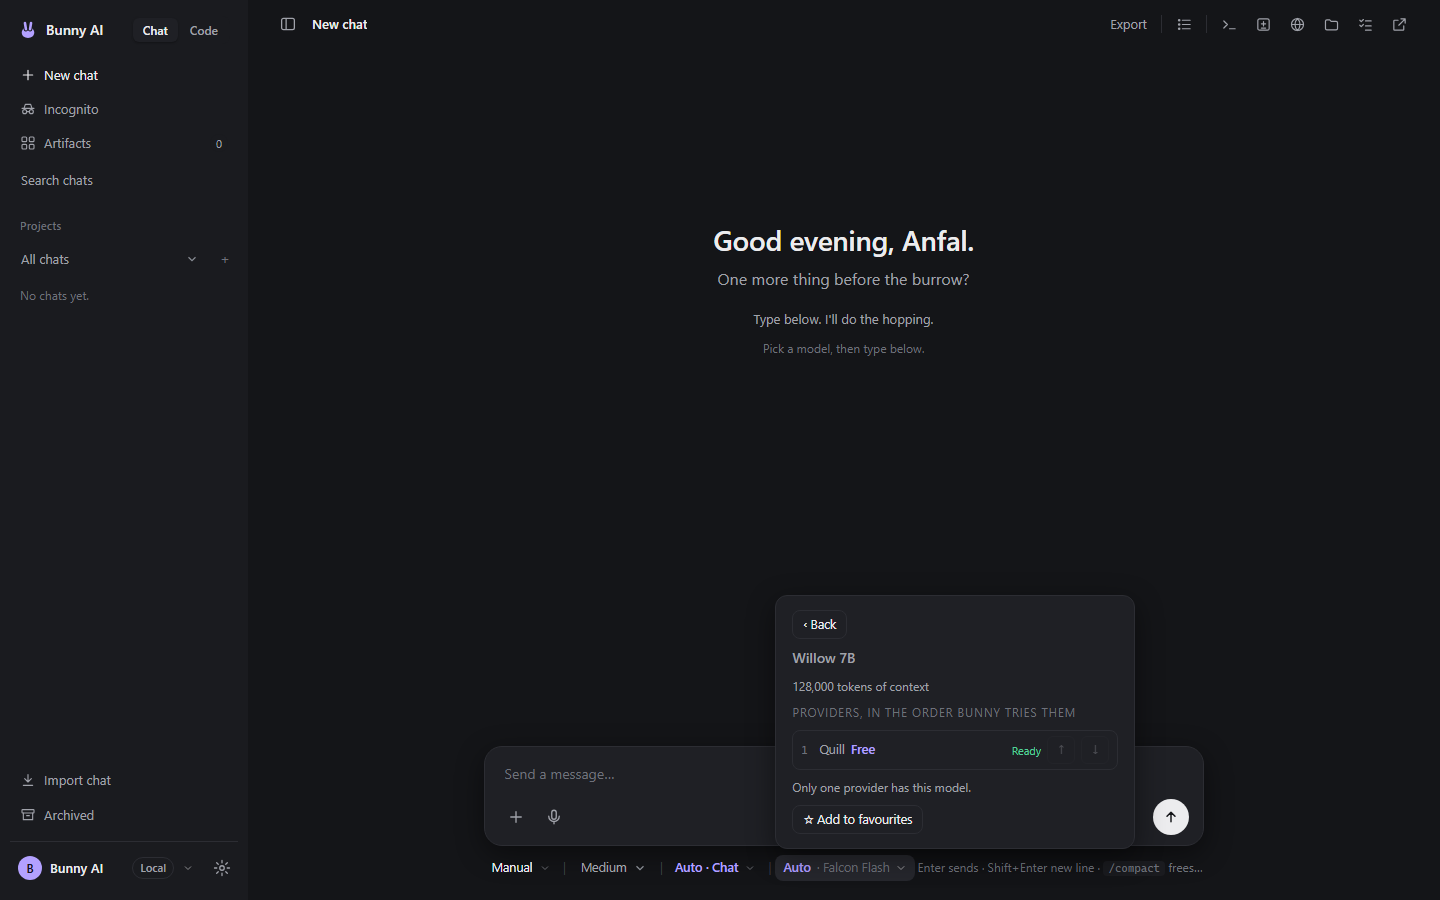 Bunny AI
Chat
Code
New chat
Incognito
Artifacts
0
Search chats
Projects
All chats
+
No chats yet.
Import chat
Archived
B
Bunny AI
Local
New chat
Export
Good evening, Anfal.
One more thing before the burrow?
Type below. I'll do the hopping.
Pick a model, then type below.
‹ Back
Willow 7B
128,000 tokens of context
PROVIDERS, IN THE ORDER BUNNY TRIES THEM
1 Quill Free Ready ↑ ↓
Only one provider has this model.
☆ Add to favourites
Send a message...
Manual
Medium
Auto · Chat
Auto · Falcon Flash
Enter sends · Shift+Enter new line · /compact frees...